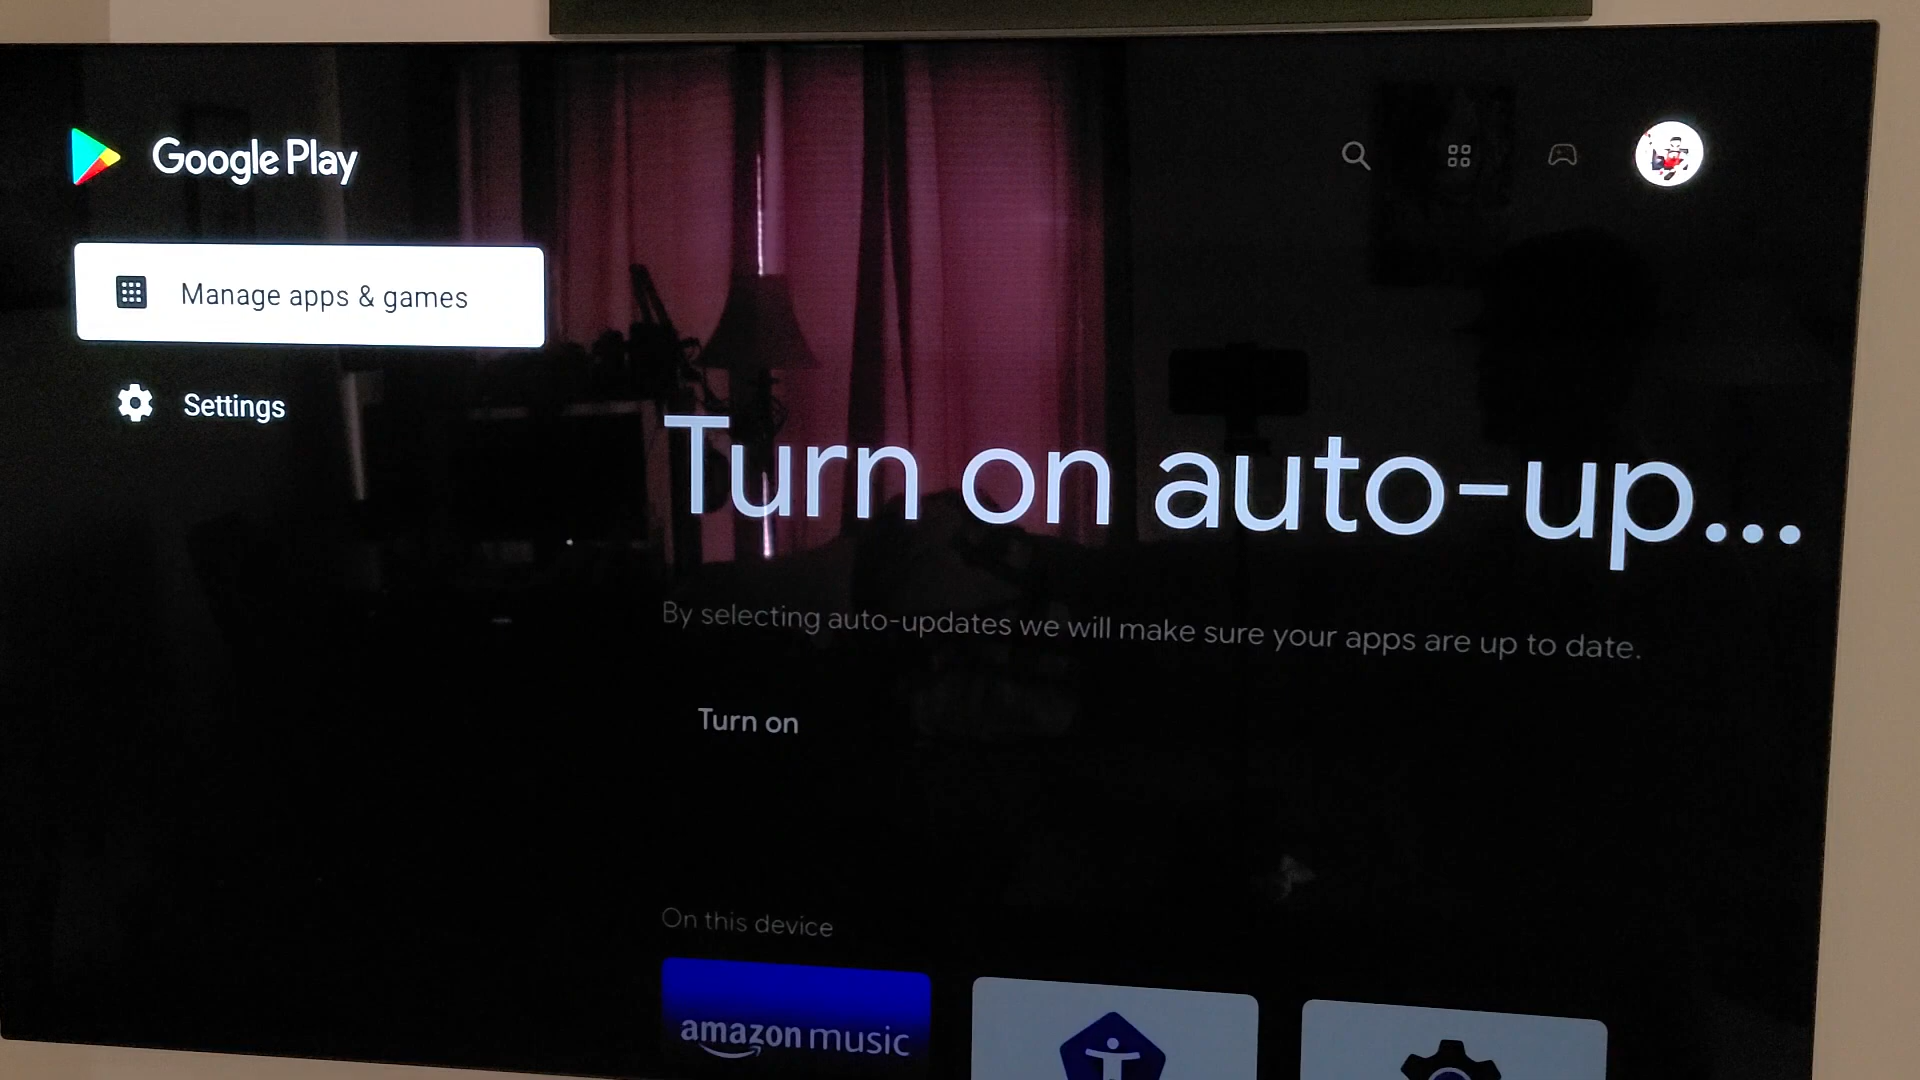 Google Play
Manage apps & games
Settings
Turn on auto-up...
By selecting auto-updates we will make sure your apps are up to date.
Turn on
On this device
amazon music